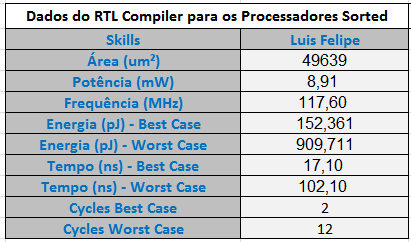 Dados do RTL Compiler para os Processadores Sorted
Skills Luis Felipe
Área (um²) 49639
Potência (mW) 8,91
Frequência (MHz) 117,60
Energia (pJ) - Best Case 152,361
Energia (pJ) - Worst Case 909,711
Tempo (ns) - Best Case 17,10
Tempo (ns) - Worst Case 102,10
Cycles Best Case 2
Cycles Worst Case 12